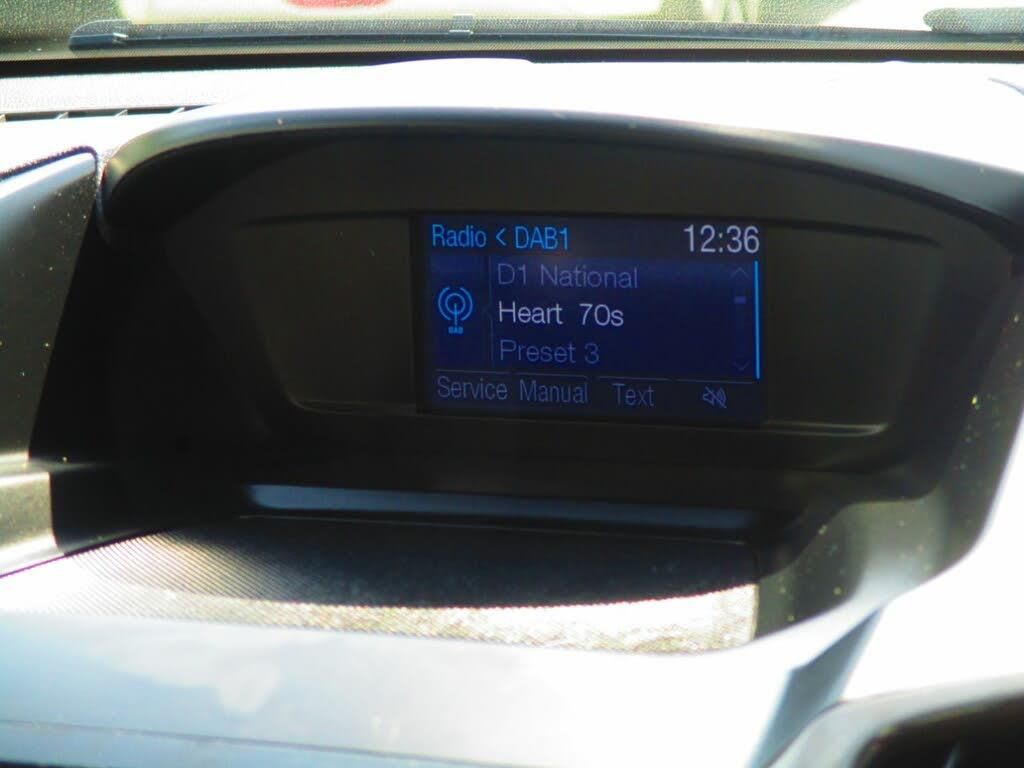 Radio < DAB1 12:36
D1 National
DAB Heart 70s
Preset 3
Service Manual Text